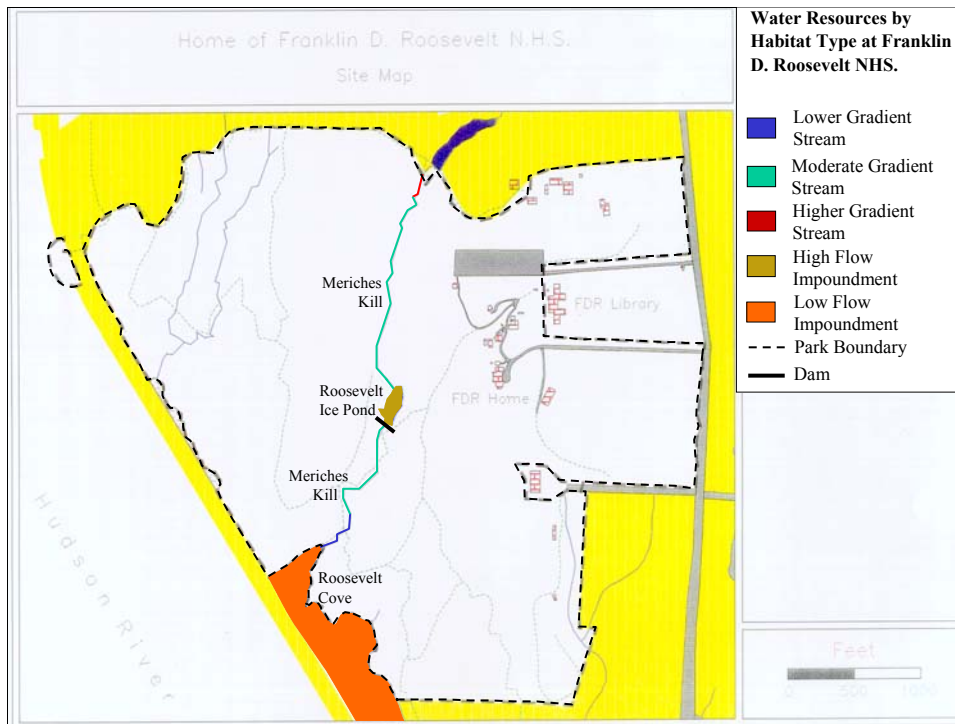 Home of Franklin D. Roosevelt N.H.S.
Site Map
Water Resources by
Habitat Type at Franklin
D. Roosevelt NHS.
Lower Gradient
Stream
Moderate Gradient
Stream
Higher Gradient
Stream
High Flow
Impoundment
Low Flow
Impoundment
Park Boundary
Dam
Meriches
Kill
FDR Library
Roosevelt
Ice Pond
FDR Home
Meriches
Kill
Roosevelt
Cove
Hudson River
Feet
0 500 1000